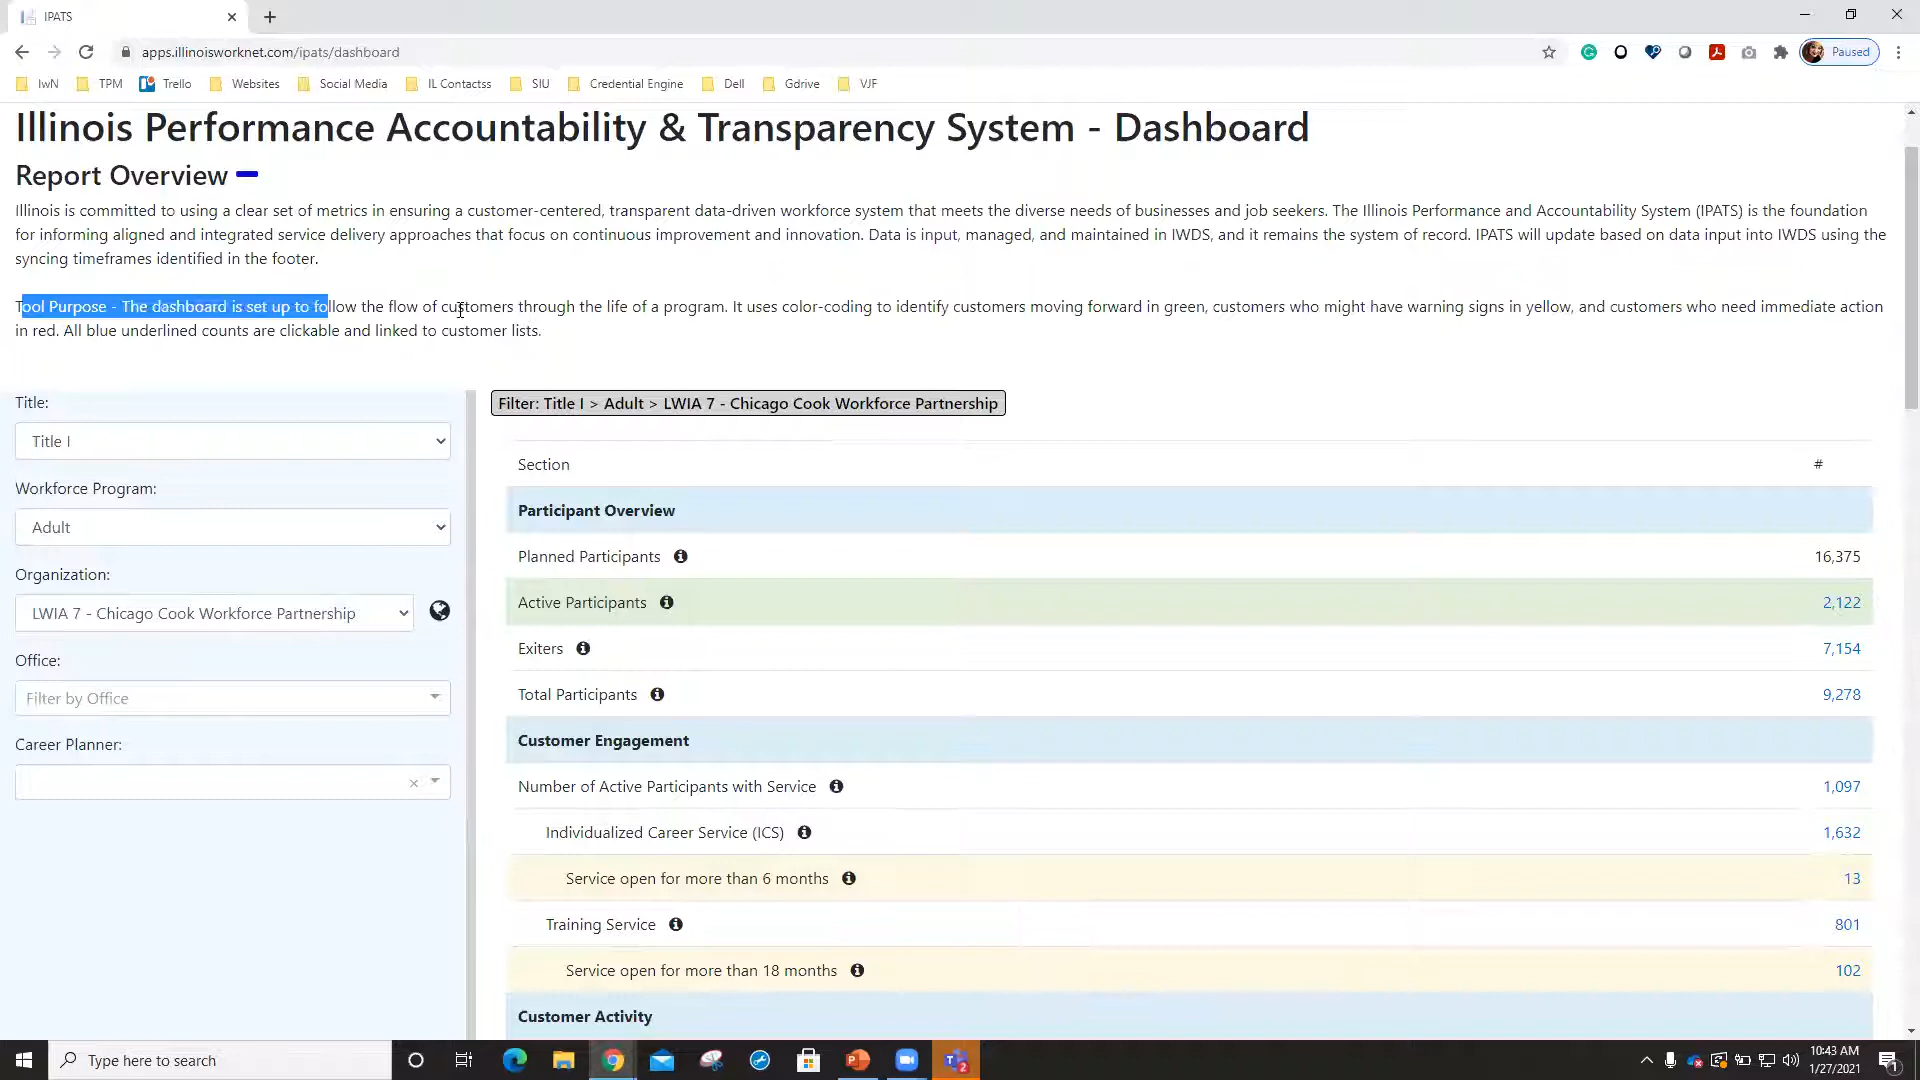 IPATS
apps.illinoisworknet.com/ipats/dashboard
Paused
IwN TPM Trello Websites Social Media IL Contactss SIU Credential Engine Dell Gdrive VJF
Illinois Performance Accountability & Transparency System - Dashboard
Report Overview
Illinois is committed to using a clear set of metrics in ensuring a customer-centered, transparent data-driven workforce system that meets the diverse needs of businesses and job seekers. The Illinois Performance and Accountability System (IPATS) is the foundation
for informing aligned and integrated service delivery approaches that focus on continuous improvement and innovation. Data is input, managed, and maintained in IWDS, and it remains the system of record. IPATS will update based on data input into IWDS using the
syncing timeframes identified in the footer.
Tool Purpose - The dashboard is set up to follow the flow of customers through the life of a program. It uses color-coding to identify customers moving forward in green, customers who might have warning signs in yellow, and customers who need immediate action
in red. All blue underlined counts are clickable and linked to customer lists.
Title:
Title I
Workforce Program:
Adult
Organization:
LWIA 7 - Chicago Cook Workforce Partnership
Office:
Filter by Office
Career Planner:
Filter: Title I > Adult > LWIA 7 - Chicago Cook Workforce Partnership
Section #
Participant Overview
Planned Participants 16,375
Active Participants 2,122
Exiters 7,154
Total Participants 9,278
Customer Engagement
Number of Active Participants with Service 1,097
Individualized Career Service (ICS) 1,632
Service open for more than 6 months 13
Training Service 801
Service open for more than 18 months 102
Customer Activity
Type here to search
10:43 AM
1/27/2021